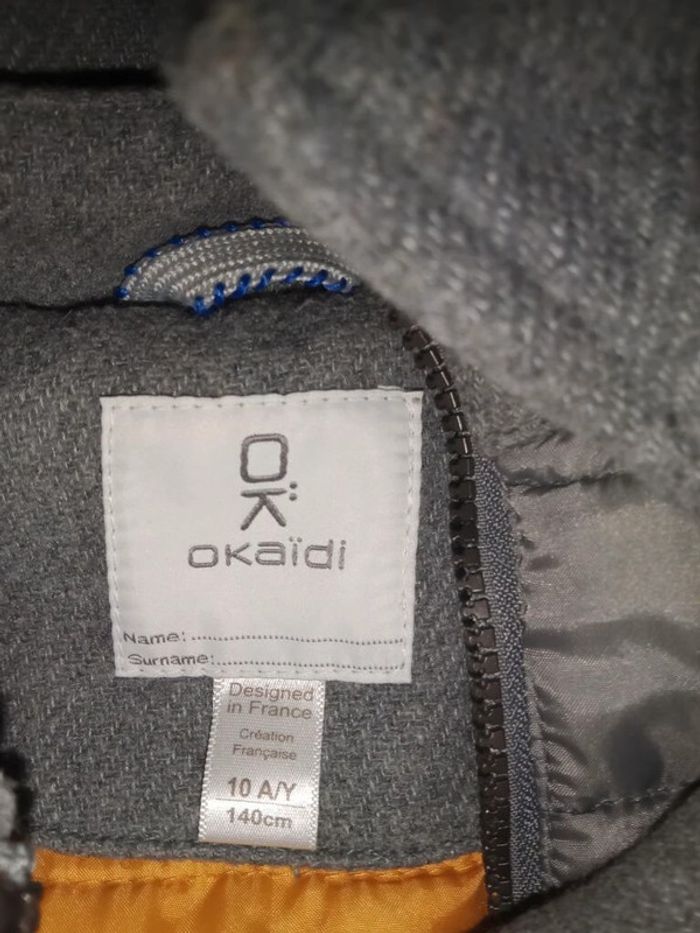 OK
okaïdi
Name:
Surname:
Designed
in France
Création
Française
10 A/Y
140cm